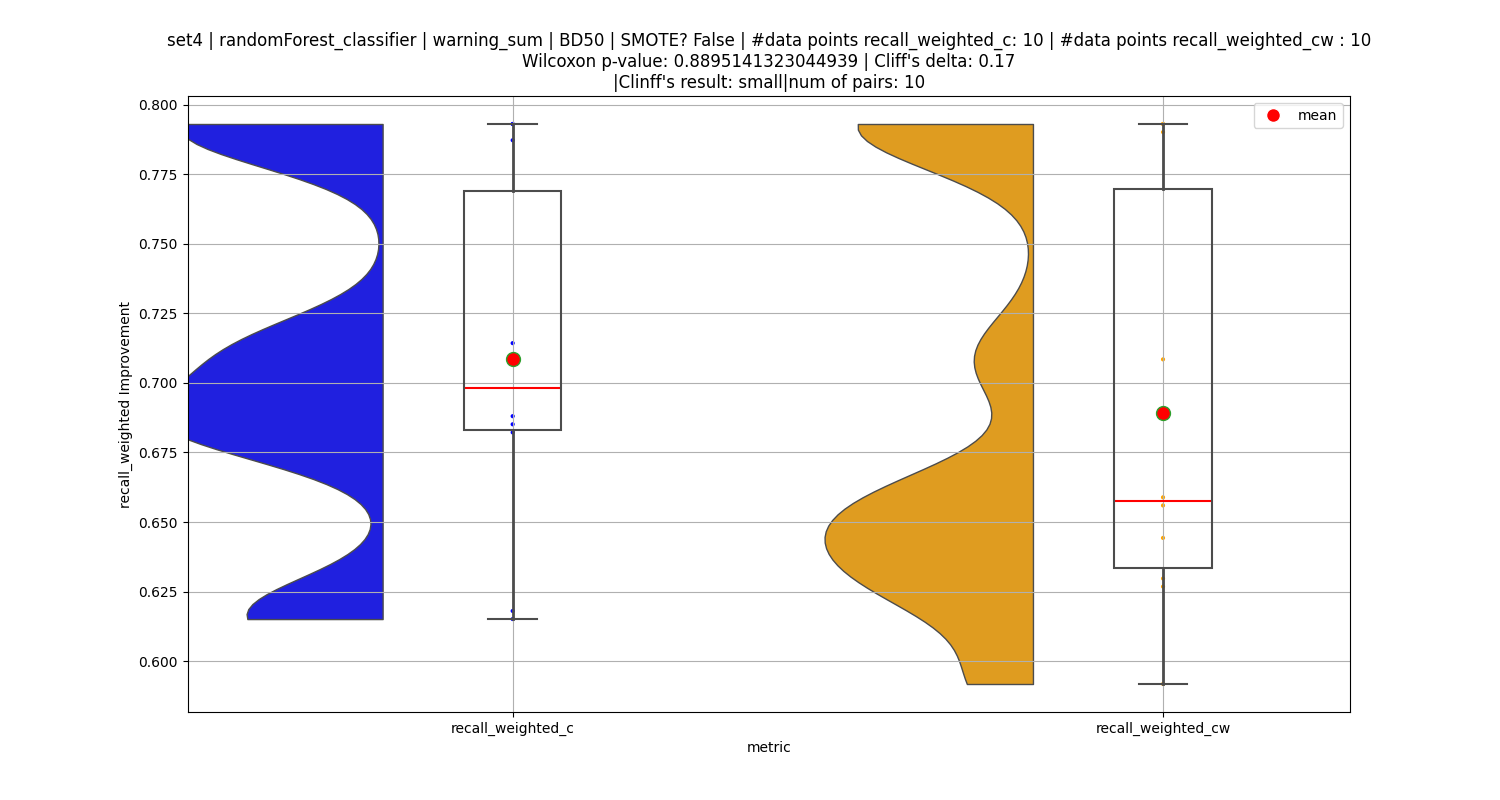 set4 | randomForest_classifier | warning_sum | BD50 | SMOTE? False | #data points recall_weighted_c: 10 | #data points recall_weighted_cw : 10
Wilcoxon p-value: 0.8895141323044939 | Cliff's delta: 0.17
|Clinff's result: small|num of pairs: 10
mean
0.800
0.775
0.750
0.725
0.700
0.675
0.650
0.625
0.600
recall_weighted Improvement
recall_weighted_c
recall_weighted_cw
metric